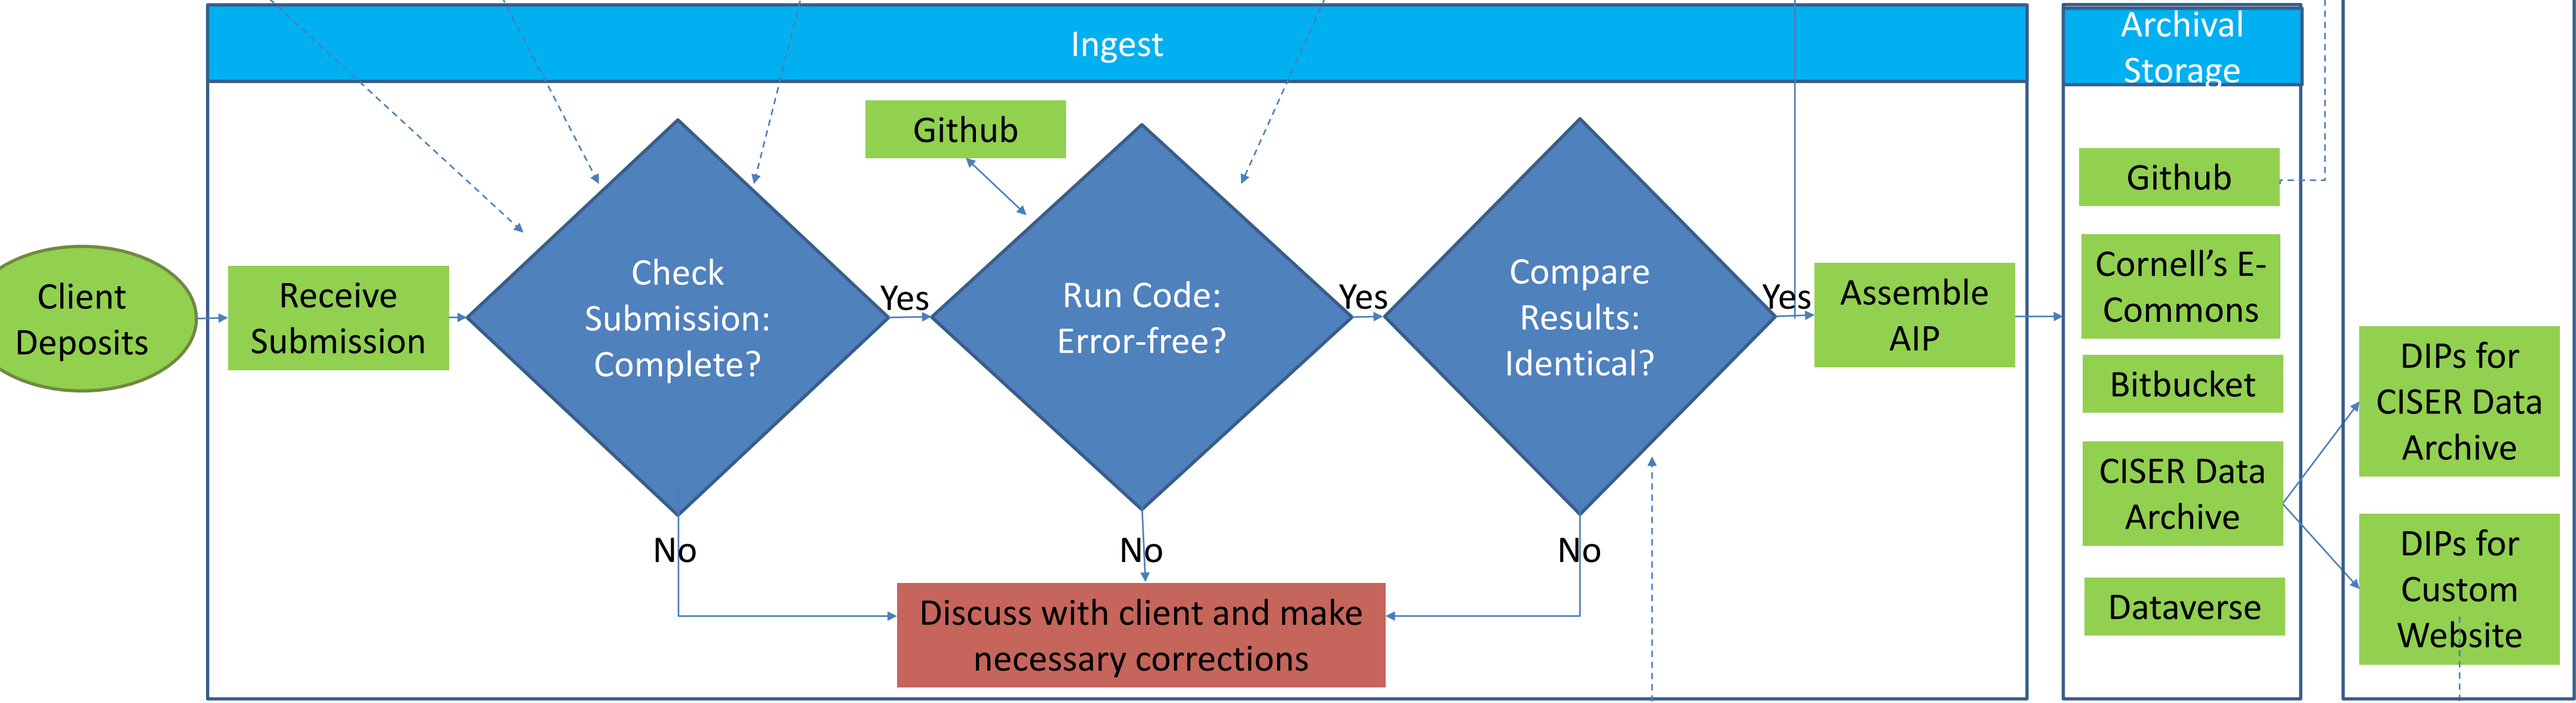 Ingest
Archival
Storage
Github
Github
Client
Deposits
Receive
Submission
Check
Submission:
Complete?
Yes
Run Code:
Error-free?
Yes
Compare
Results:
Identical?
Yes
Assemble
AIP
Cornell’s E-
Commons
Bitbucket
CISER Data
Archive
Dataverse
DIPs for
CISER Data
Archive
DIPs for
Custom
Website
No
No
No
Discuss with client and make
necessary corrections